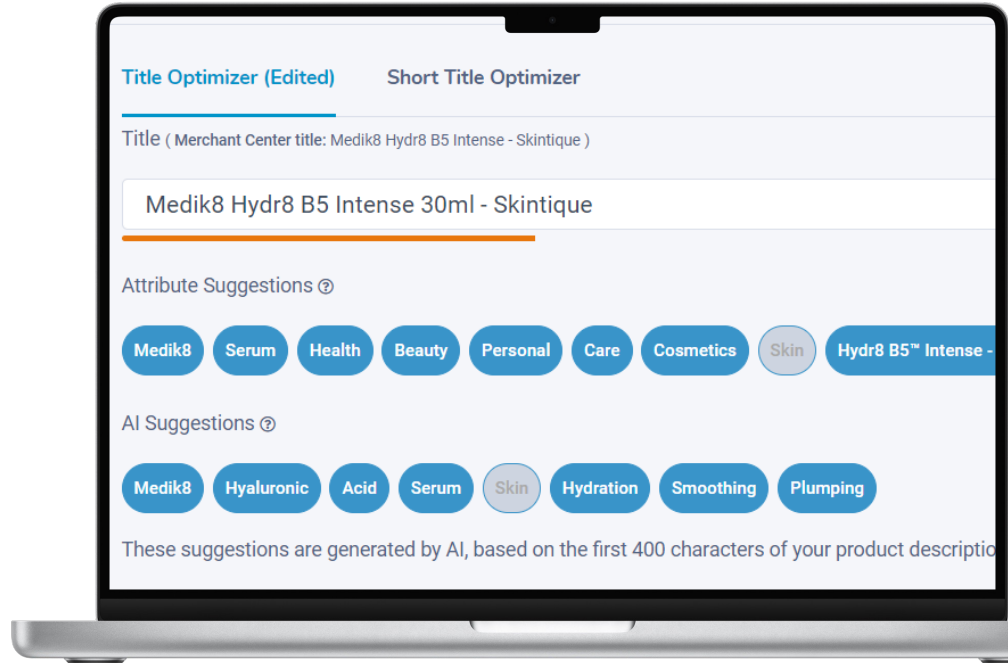 Title Optimizer (Edited) Short Title Optimizer
Title ( Merchant Center title: Medik8 Hydr8 B5 Intense - Skintique )
Medik8 Hydr8 B5 Intense 30ml - Skintique
Attribute Suggestions ?
Medik8 Serum Health Beauty Personal Care Cosmetics Skin Hydr8 B5™ Intense -
AI Suggestions ?
Medik8 Hyaluronic Acid Serum Skin Hydration Smoothing Plumping
These suggestions are generated by AI, based on the first 400 characters of your product descriptio